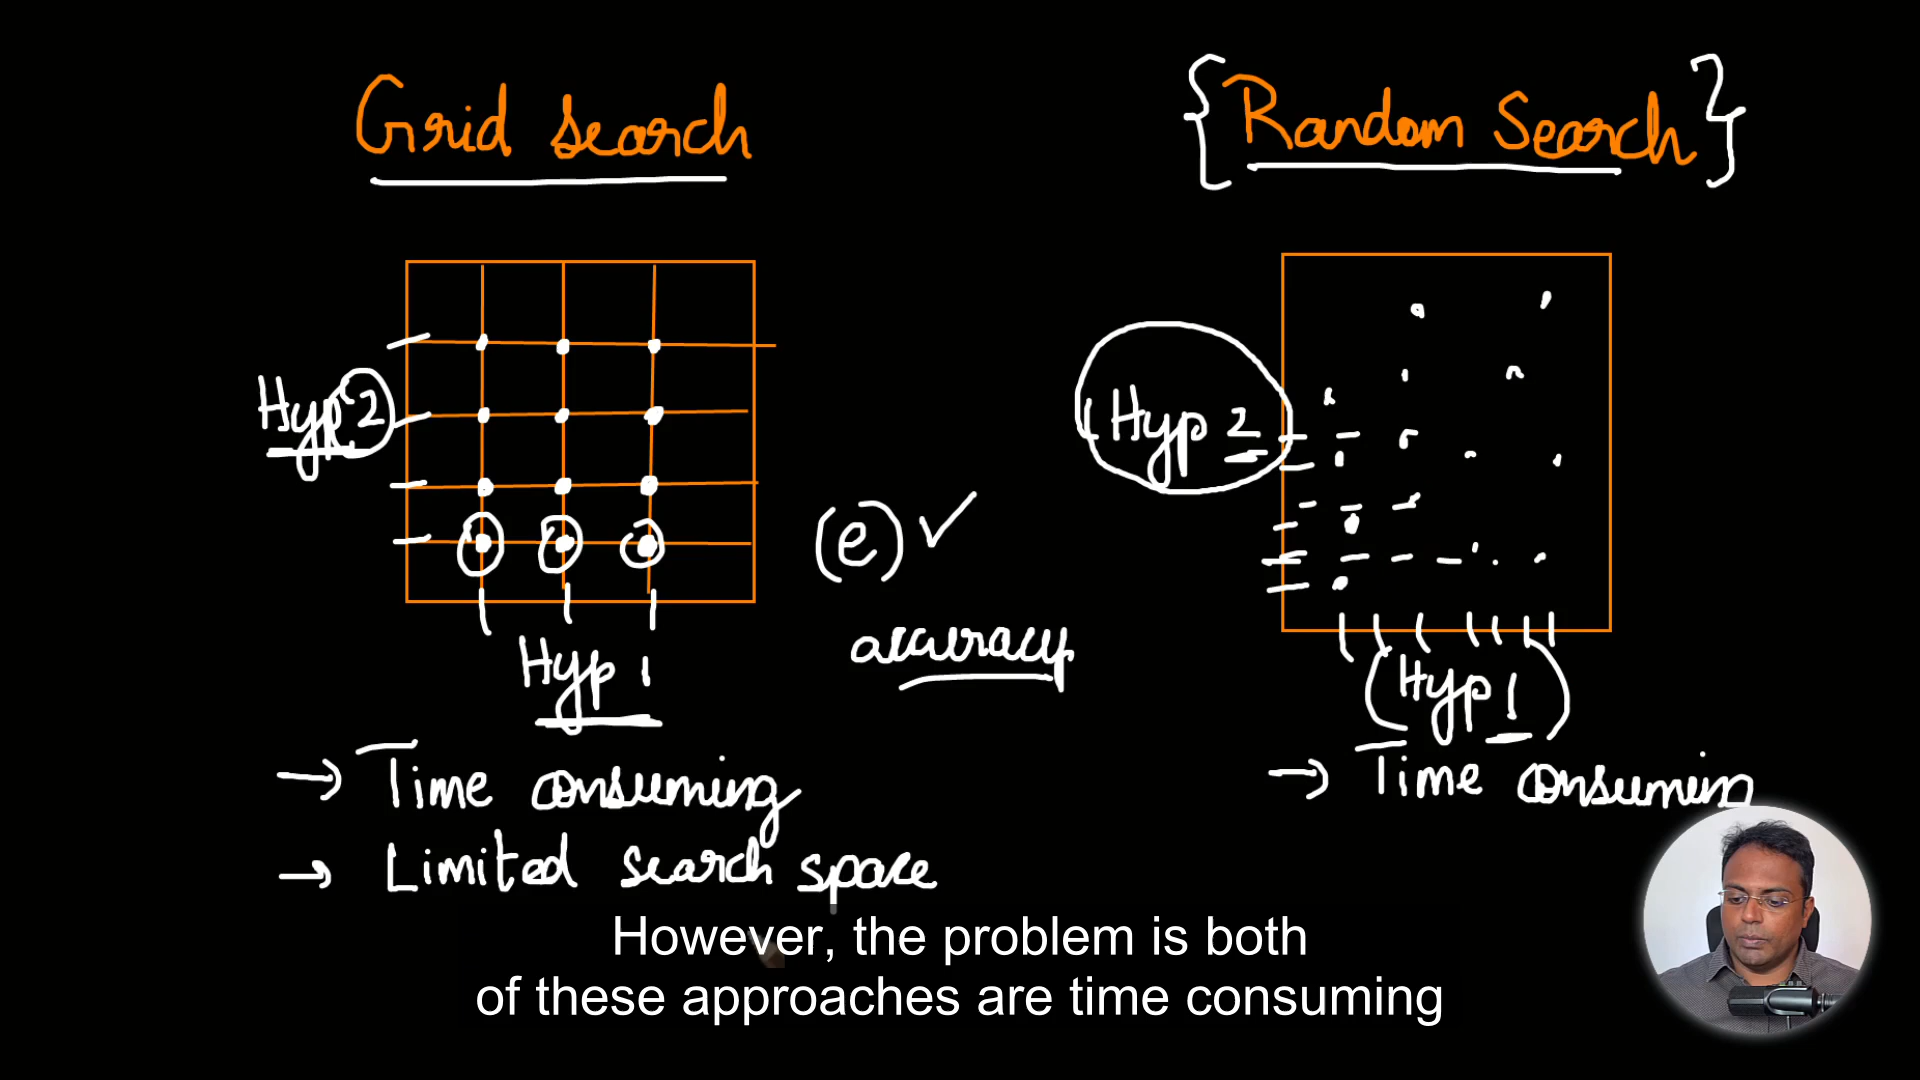 Grid Search
{Random Search}
Hyp 2
Hyp 2
(e) ✓
accuracy
Hyp 1
(Hyp 1)
→ Time consuming
→ Time consuming
→ Limited search space
However, the problem is both
of these approaches are time consuming